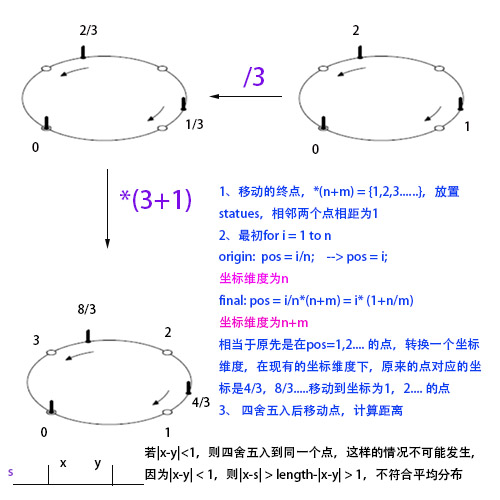 2/3
1/3
0
/3
2
1
0
*(3+1)
1、移动的终点，*(n+m) = {1,2,3......}，放置
statues，相邻两个点相距为1
2、最初for i = 1 to n
origin:  pos = i/n;   --> pos = i;
坐标维度为n
final: pos = i/n*(n+m) = i* (1+n/m)
坐标维度为n+m
相当于原先是在pos=1,2.... 的点，转换一个坐标
维度，在现有的坐标维度下，原来的点对应的坐
标是4/3，8/3.....移动到坐标为1，2.... 的点
3、 四舍五入后移动点，计算距离
8/3
3
2
4/3
0
1
s
x
y
若|x-y|<1，则四舍五入到同一个点，这样的情况不可能发生，
因为|x-y| < 1，则|x-s| > length-|x-y| > 1，不符合平均分布